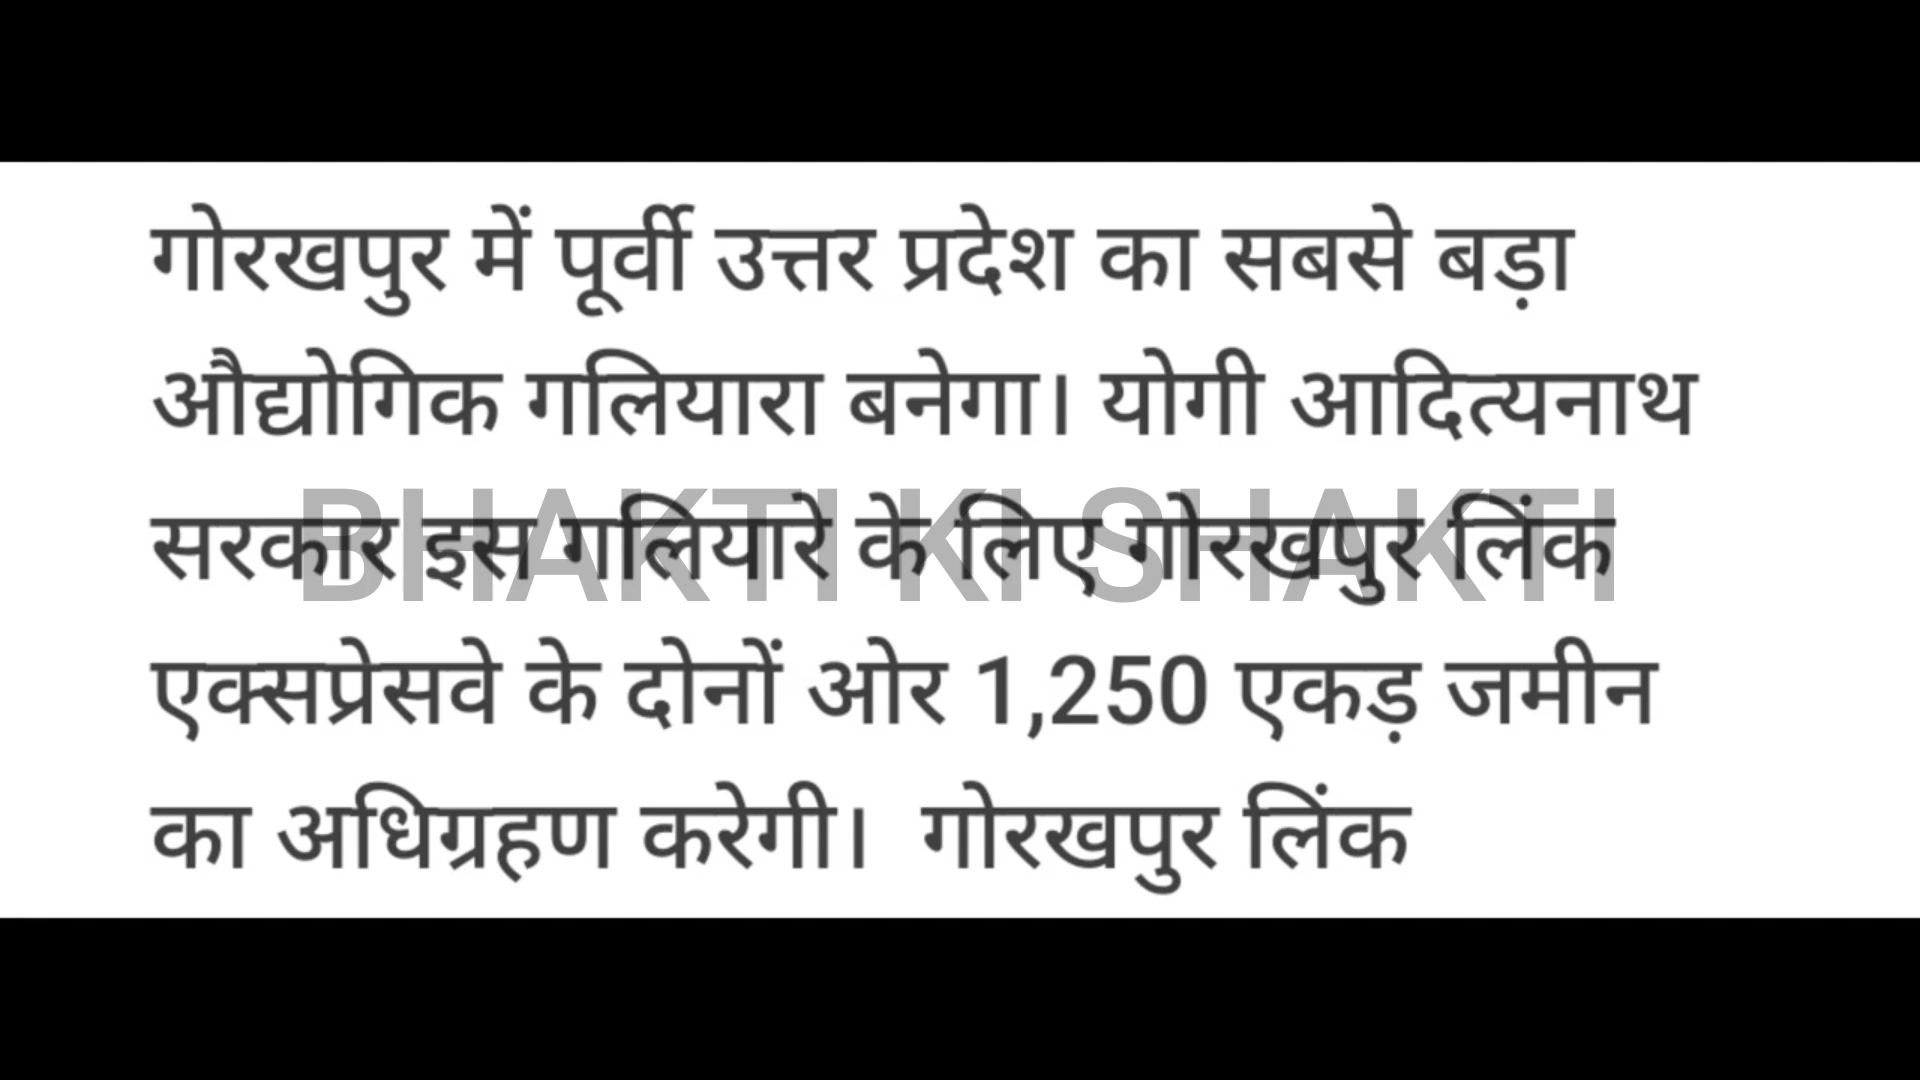 गोरखपुर में पूर्वी उत्तर प्रदेश का सबसे बड़ा
औद्योगिक गलियारा बनेगा। योगी आदित्यनाथ
सरकार इस गलियारे के लिए गोरखपुर लिंक
BHAKTI KI SHAKTI
एक्सप्रेसवे के दोनों ओर 1,250 एकड़ जमीन
का अधिग्रहण करेगी। गोरखपुर लिंक